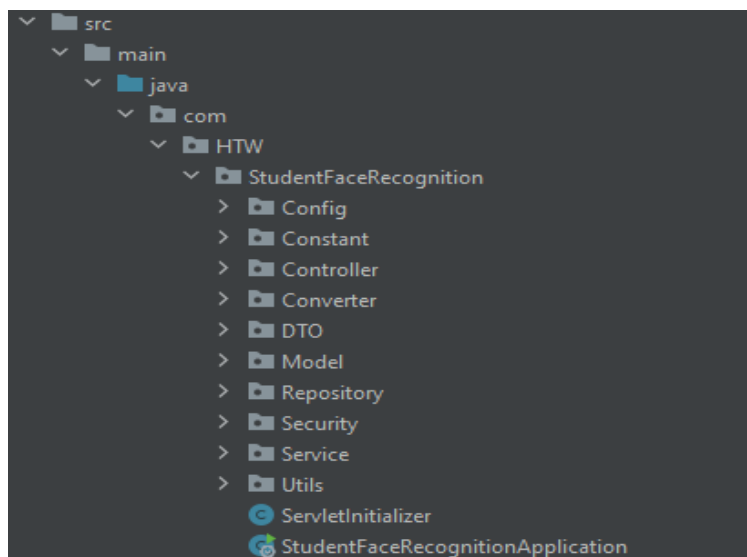 src
main
java
com
HTW
StudentFaceRecognition
Config
Constant
Controller
Converter
DTO
Model
Repository
Security
Service
Utils
ServletInitializer
StudentFaceRecognitionApplication